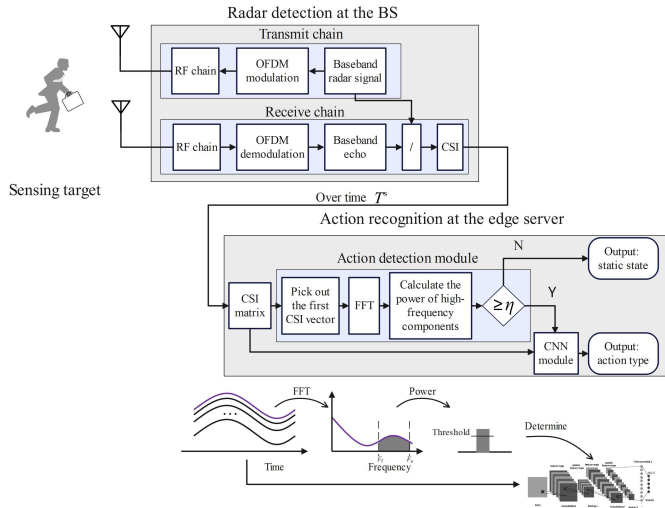 Radar detection at the BS
Transmit chain
RF chain
OFDM
modulation
Baseband
radar signal
Receive chain
RF chain
OFDM
demodulation
Baseband
echo
/
CSI
Sensing target
Over time T^s
Action recognition at the edge server
Action detection module
N
Output:
static state
CSI
matrix
Pick out
the first
CSI vector
FFT
Calculate the
power of high-
frequency
components
≥η
Y
CNN
module
Output:
action type
FFT
Power
Threshold
Determine
Time
Frequency